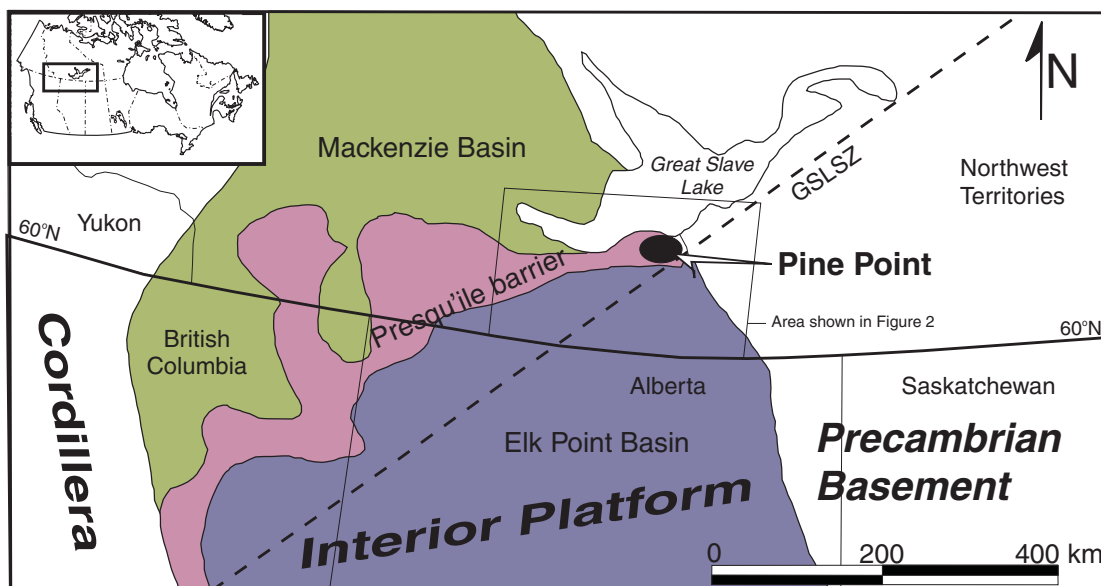 N
Mackenzie Basin
Great Slave
Lake
GSLSZ
Northwest
Territories
Yukon
60°N
Pine Point
Presqu'ile barrier
Area shown in Figure 2
60°N
British
Columbia
Cordillera
Alberta
Saskatchewan
Elk Point Basin
Precambrian
Basement
Interior Platform
0 200 400 km